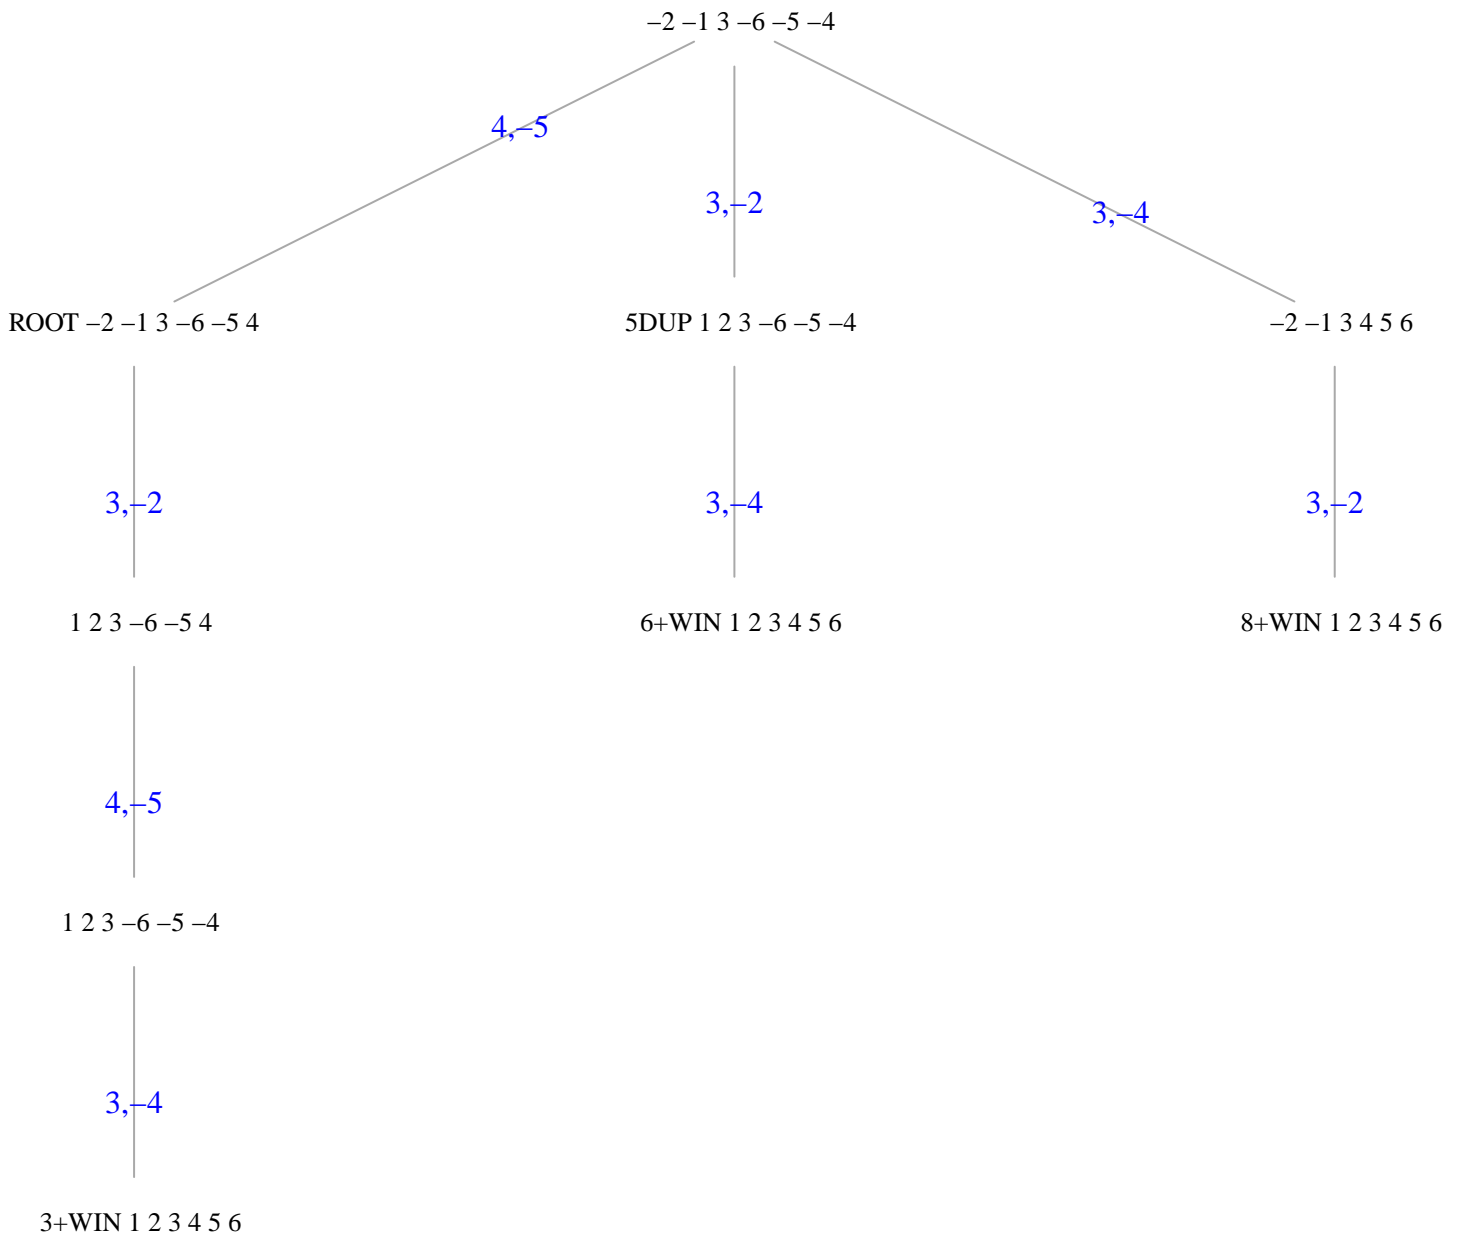 –2 –1 3 –6 –5 –4
4,–5
3,–2
3,–4
ROOT –2 –1 3 –6 –5 4
5DUP 1 2 3 –6 –5 –4
–2 –1 3 4 5 6
3,–2
3,–4
3,–2
1 2 3 –6 –5 4
6+WIN 1 2 3 4 5 6
8+WIN 1 2 3 4 5 6
4,–5
1 2 3 –6 –5 –4
3,–4
3+WIN 1 2 3 4 5 6